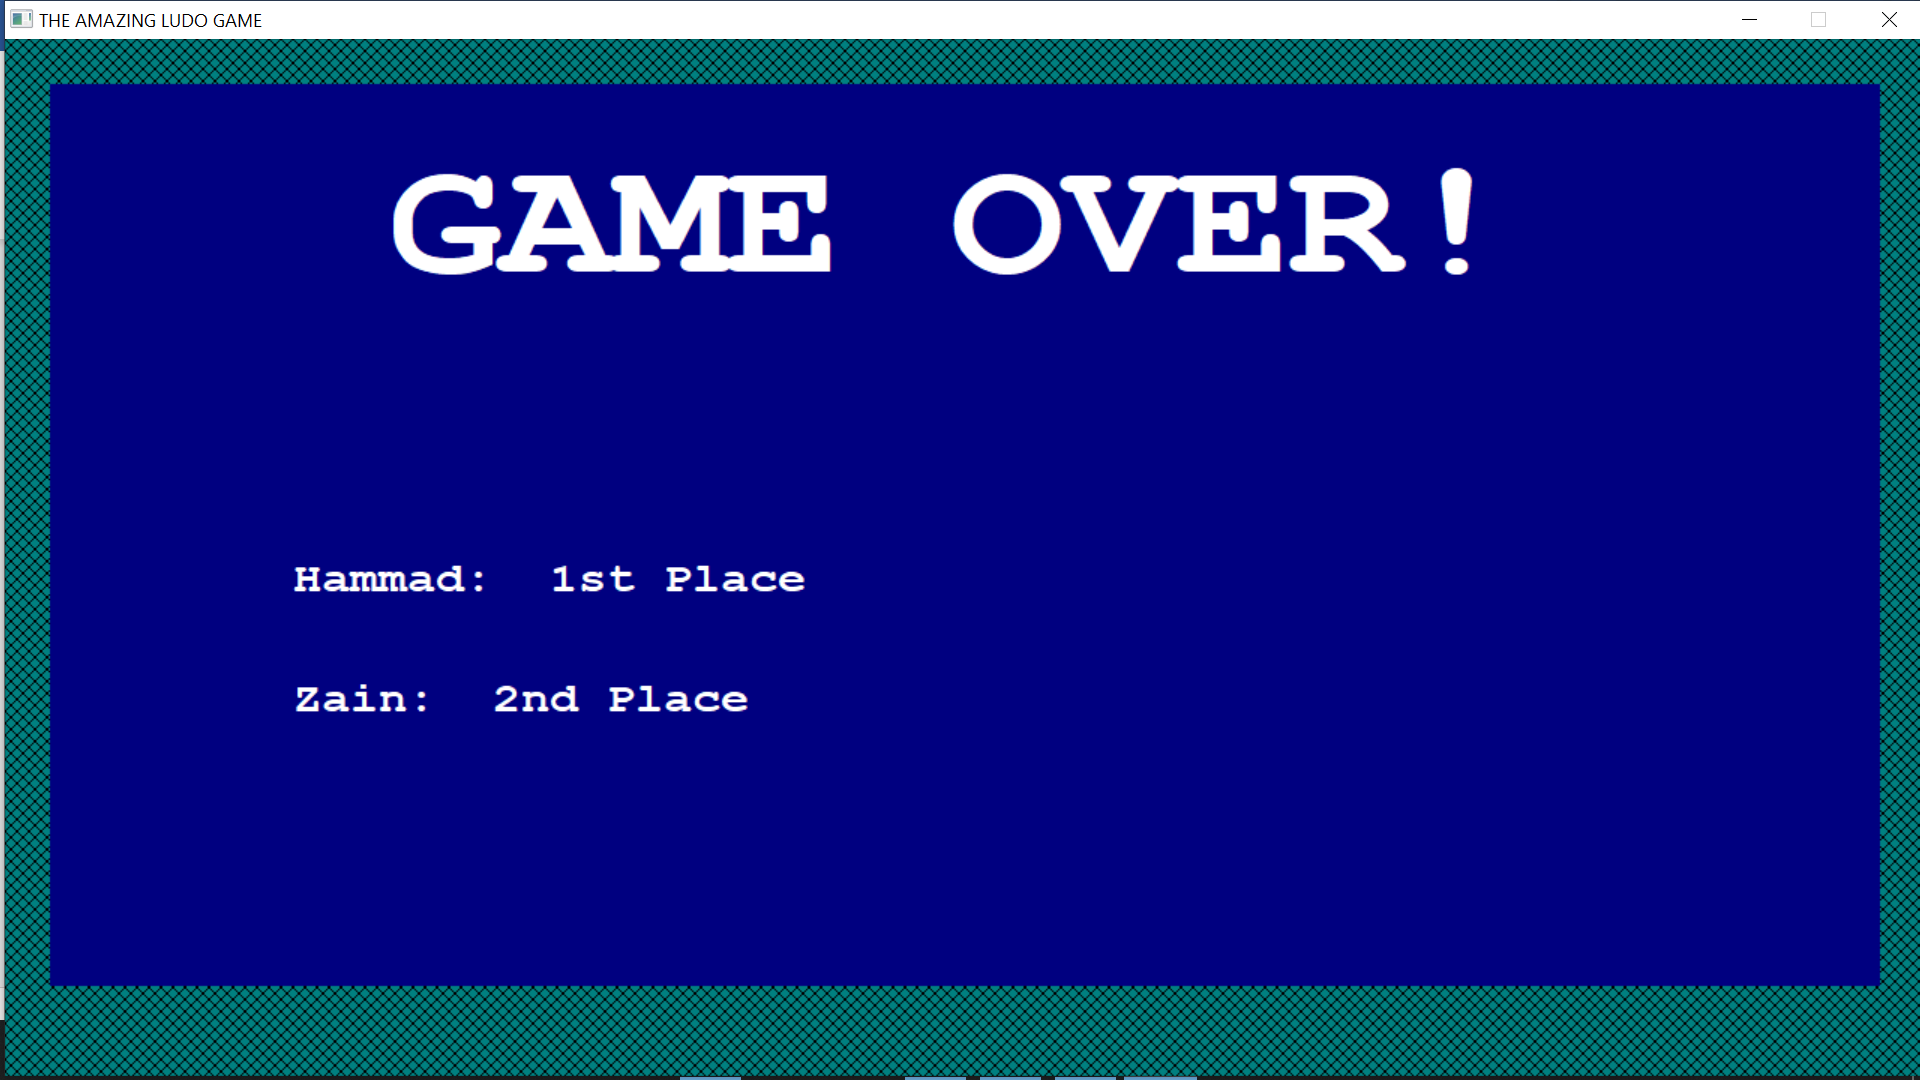 THE AMAZING LUDO GAME
GAME OVER!
Hammad: 1st Place
Zain: 2nd Place